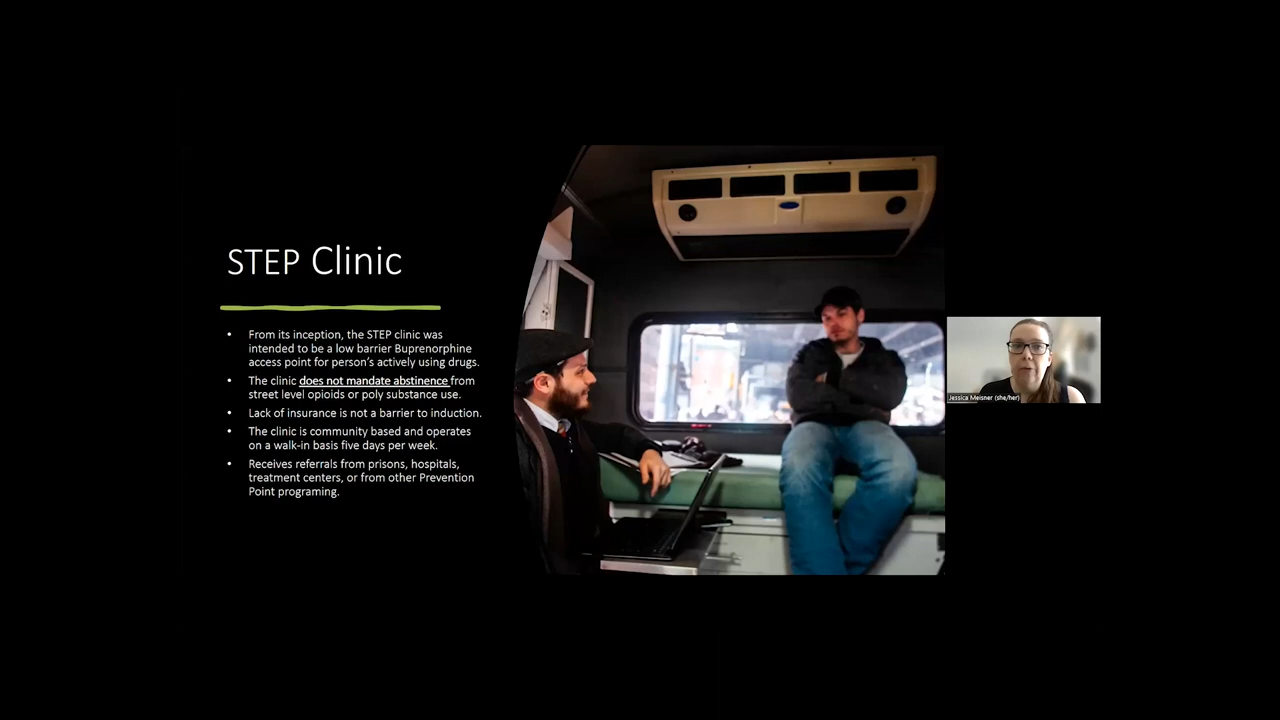 STEP Clinic
• From its inception, the STEP clinic was
intended to be a low barrier Buprenorphine
access point for person's actively using drugs.
• The clinic does not mandate abstinence from
street level opioids or poly substance use.
• Lack of insurance is not a barrier to induction.
• The clinic is community based and operates
on a walk-in basis five days per week.
• Receives referrals from prisons, hospitals,
treatment centers, or from other Prevention
Point programing.
Jessica Meisner (she/her)